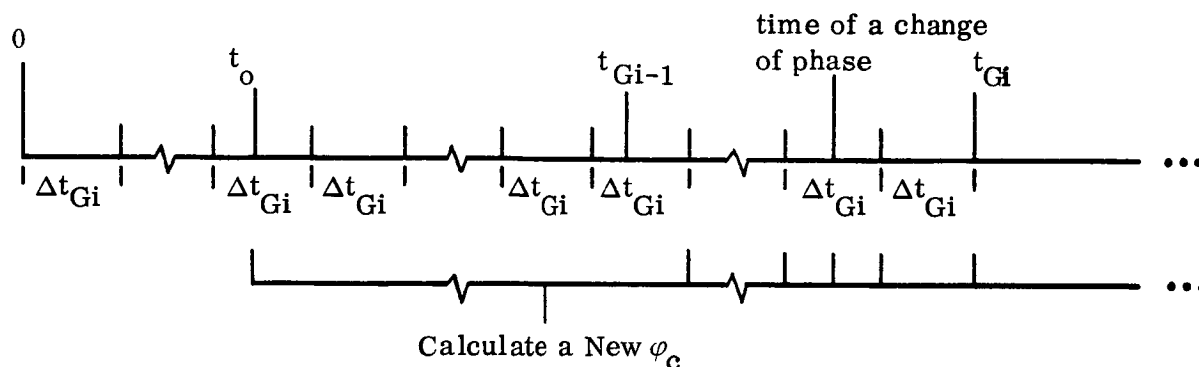 0
t_o
t_Gi-1
time of a change
of phase
t_Gi
...
Δt_Gi
Δt_Gi
Δt_Gi
Δt_Gi
Δt_Gi
Δt_Gi
Δt_Gi
...
Calculate a New φ_c